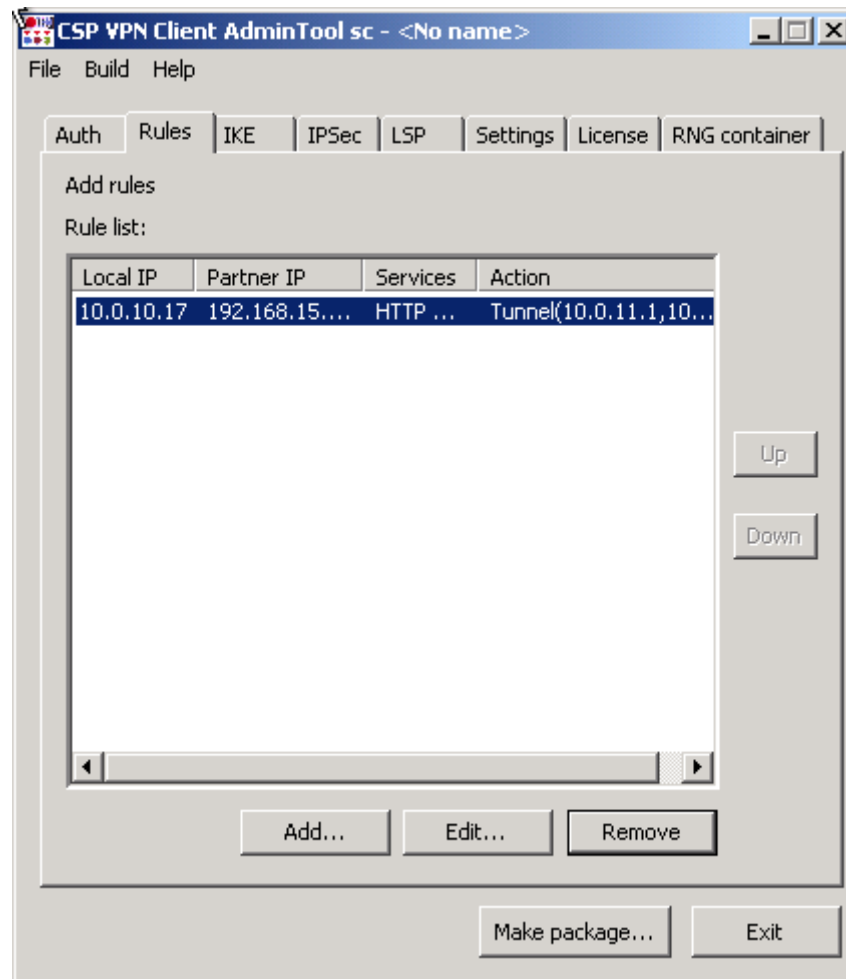 CSP VPN Client AdminTool sc - <No name>
File Build Help
Auth Rules IKE IPSec LSP Settings License RNG container
Add rules
Rule list:
Local IP Partner IP Services Action
10.0.10.17 192.168.15.... HTTP ... Tunnel(10.0.11.1,10...
Up
Down
Add... Edit... Remove
Make package... Exit